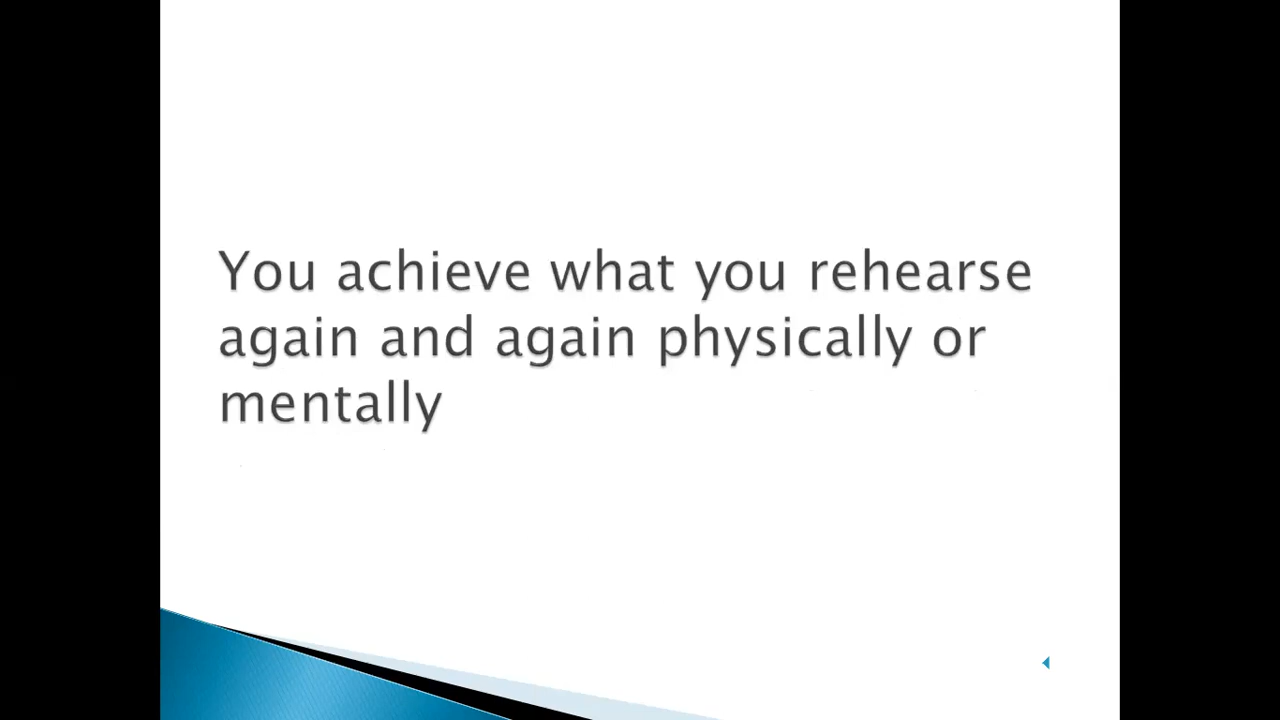 You achieve what you rehearse
again and again physically or
mentally